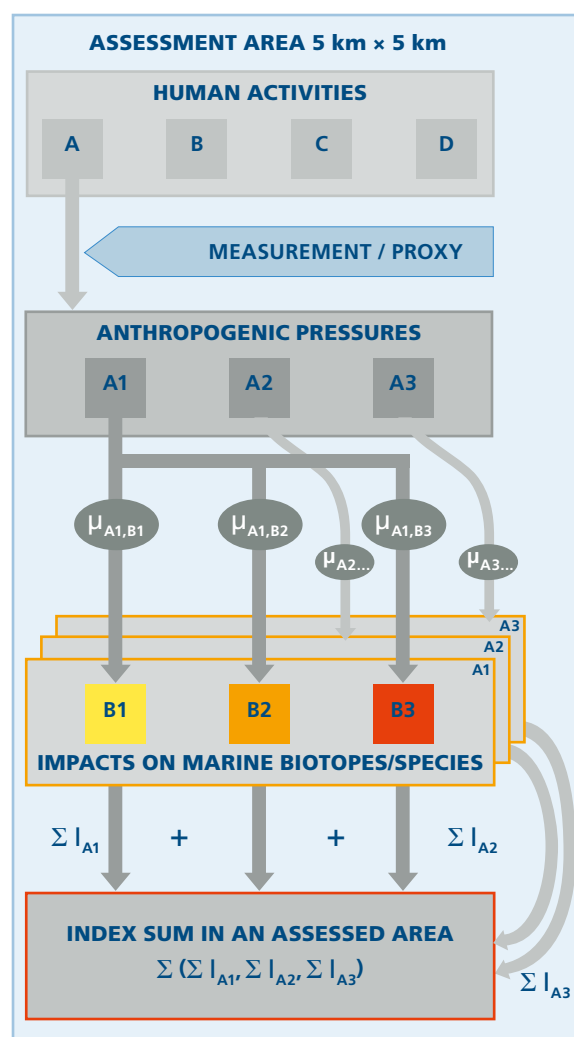 ASSESSMENT AREA 5 km × 5 km
HUMAN ACTIVITIES
A B C D
MEASUREMENT / PROXY
ANTHROPOGENIC PRESSURES
A1 A2 A3
μA1,B1 μA1,B2 μA1,B3
μA2... μA3...
A3
A2
A1
B1 B2 B3
IMPACTS ON MARINE BIOTOPES/SPECIES
Σ IA1 + + Σ IA2
INDEX SUM IN AN ASSESSED AREA
Σ (Σ IA1, Σ IA2, Σ IA3)
Σ IA3